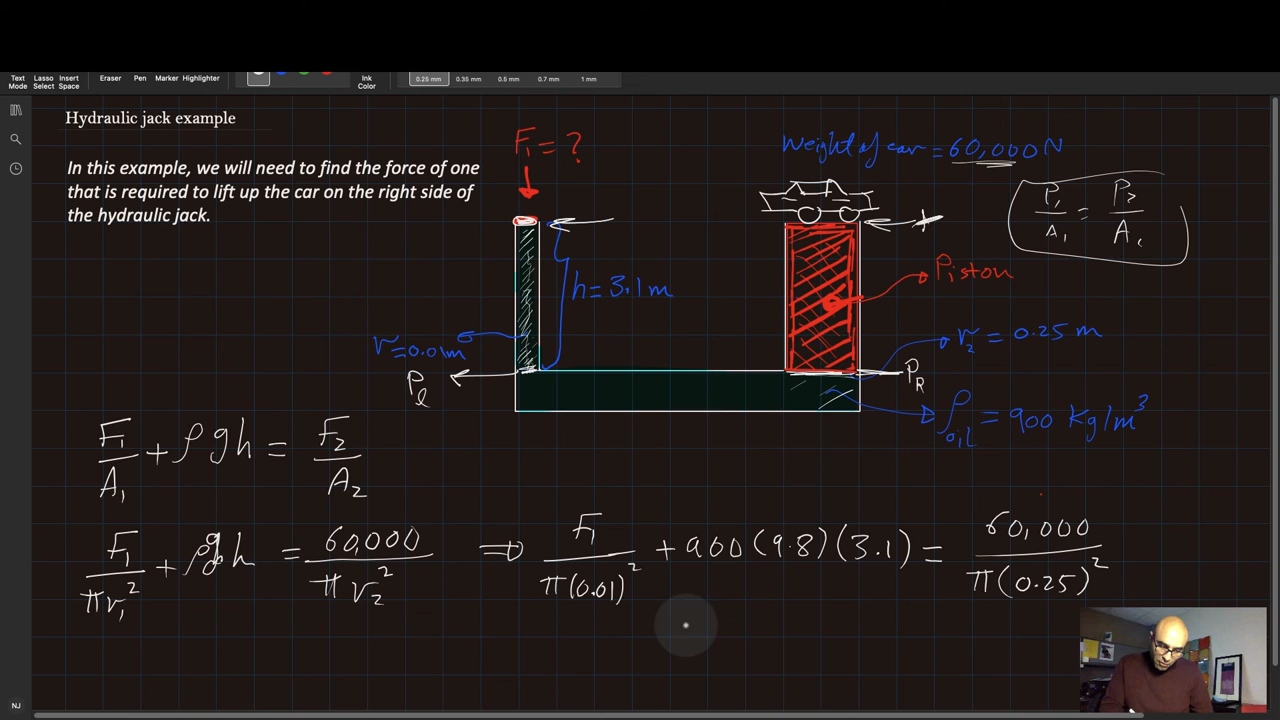 Text Mode
Lasso Select
Insert Space
Eraser
Pen
Marker
Highlighter
Ink Color
0.25 mm
0.35 mm
0.5 mm
0.7 mm
1 mm
Hydraulic jack example
In this example, we will need to find the force of one
that is required to lift up the car on the right side of
the hydraulic jack.
F₁ = ?
Weight of car = 60,000 N
P₁/A₁ = P₂/A₂
Piston
h = 3.1 m
r = 0.01m
r₂ = 0.25 m
Pℓ
P_R
ρ_oil = 900 Kg/m³
F₁/A₁ + ρgh = F₂/A₂
F₁/πr₁² + ρgh = 60,000/πr₂² ⇒ F₁/π(0.01)² + 900(9.8)(3.1) = 60,000/π(0.25)²
NJ